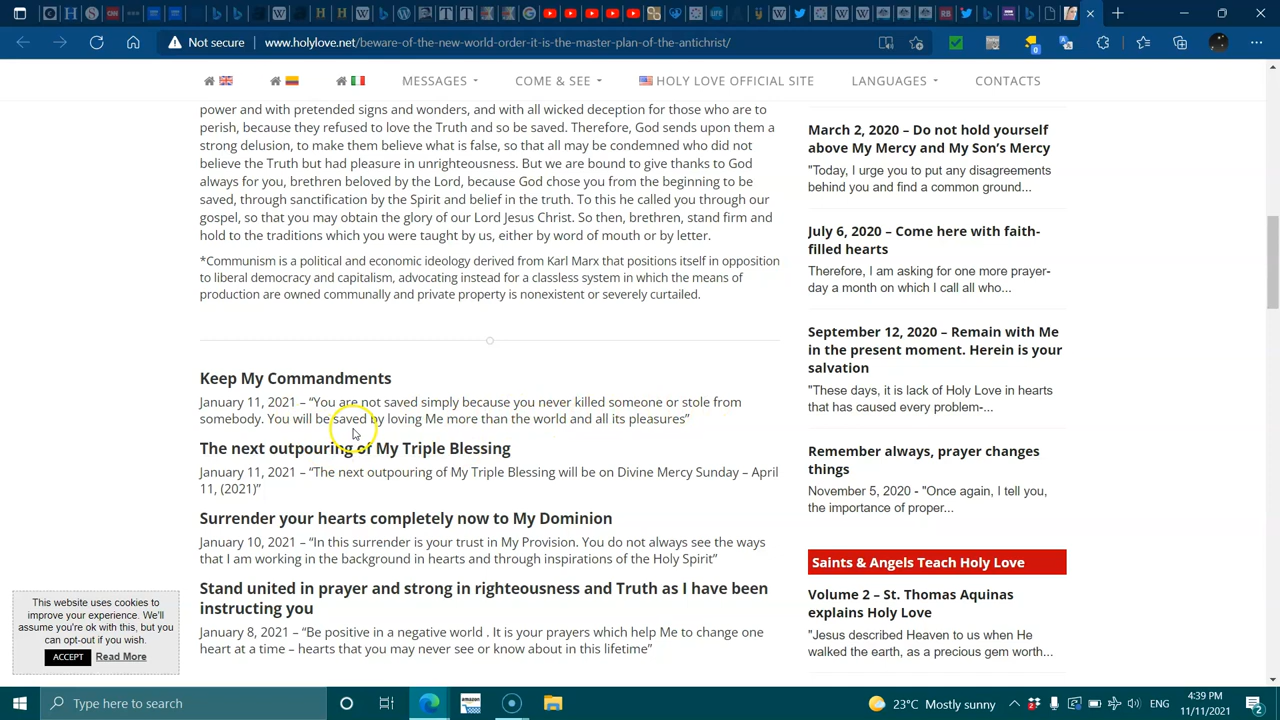 Not secure
www.holylove.net/beware-of-the-new-world-order-it-is-the-master-plan-of-the-antichrist/
MESSAGES
COME & SEE
HOLY LOVE OFFICIAL SITE
LANGUAGES
CONTACTS
power and with pretended signs and wonders, and with all wicked deception for those who are to
perish, because they refused to love the Truth and so be saved. Therefore, God sends upon them a
strong delusion, to make them believe what is false, so that all may be condemned who did not
believe the Truth but had pleasure in unrighteousness. But we are bound to give thanks to God
always for you, brethren beloved by the Lord, because God chose you from the beginning to be
saved, through sanctification by the Spirit and belief in the truth. To this he called you through our
gospel, so that you may obtain the glory of our Lord Jesus Christ. So then, brethren, stand firm and
hold to the traditions which you were taught by us, either by word of mouth or by letter.
*Communism is a political and economic ideology derived from Karl Marx that positions itself in opposition
to liberal democracy and capitalism, advocating instead for a classless system in which the means of
production are owned communally and private property is nonexistent or severely curtailed.
Keep My Commandments
January 11, 2021 – “You are not saved simply because you never killed someone or stole from
somebody. You will be saved by loving Me more than the world and all its pleasures”
The next outpouring of My Triple Blessing
January 11, 2021 – “The next outpouring of My Triple Blessing will be on Divine Mercy Sunday – April
11, (2021)”
Surrender your hearts completely now to My Dominion
January 10, 2021 – “In this surrender is your trust in My Provision. You do not always see the ways
that I am working in the background in hearts and through inspirations of the Holy Spirit”
Stand united in prayer and strong in righteousness and Truth as I have been
instructing you
January 8, 2021 – “Be positive in a negative world . It is your prayers which help Me to change one
heart at a time – hearts that you may never see or know about in this lifetime”
March 2, 2020 – Do not hold yourself
above My Mercy and My Son’s Mercy
"Today, I urge you to put any disagreements
behind you and find a common ground...
July 6, 2020 – Come here with faith-
filled hearts
Therefore, I am asking for one more prayer-
day a month on which I call all who...
September 12, 2020 – Remain with Me
in the present moment. Herein is your
salvation
"These days, it is lack of Holy Love in hearts
that has caused every problem-...
Remember always, prayer changes
things
November 5, 2020 - "Once again, I tell you,
the importance of proper...
Saints & Angels Teach Holy Love
Volume 2 – St. Thomas Aquinas
explains Holy Love
"Jesus described Heaven to us when He
walked the earth, as a precious gem worth...
This website uses cookies to
improve your experience. We'll
assume you're ok with this, but you
can opt-out if you wish.
ACCEPT
Read More
Type here to search
amazon
23°C Mostly sunny
4:39 PM
11/11/2021